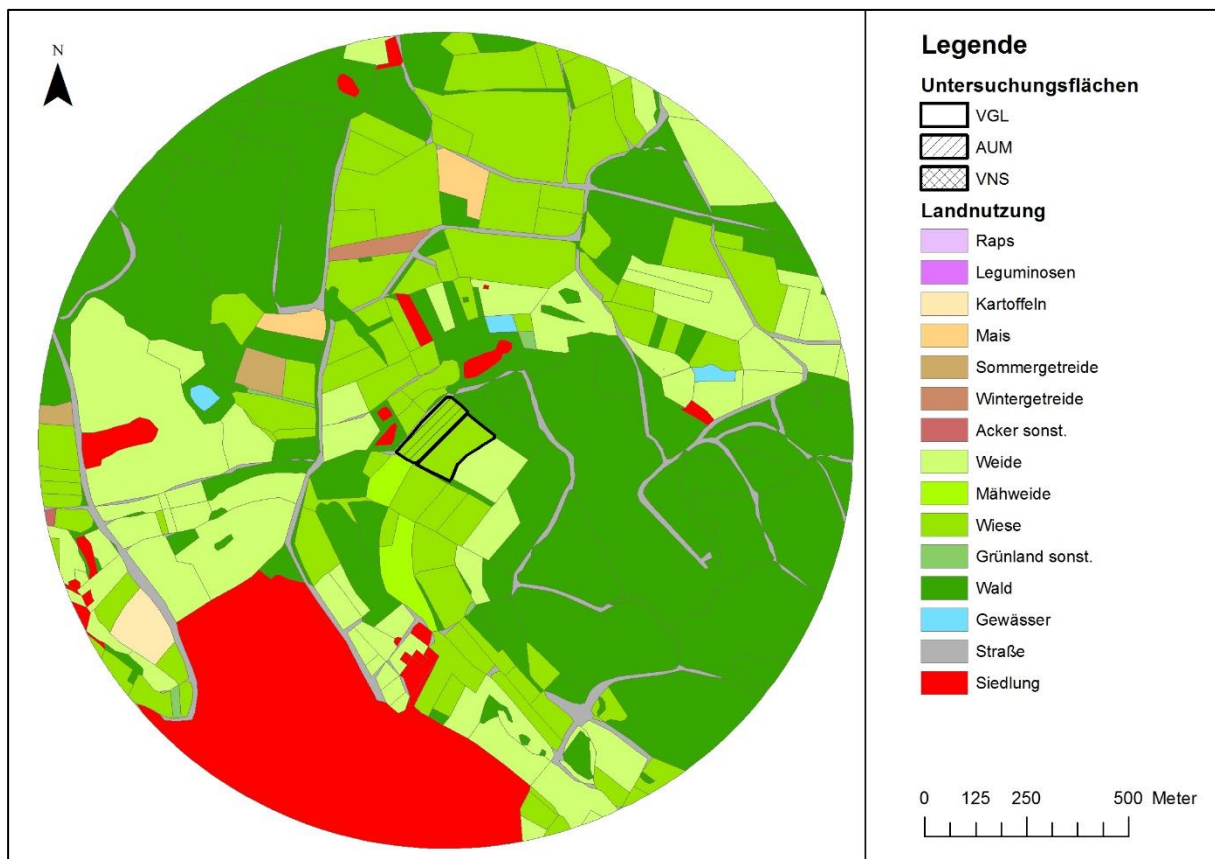 N
Legende
Untersuchungsflächen
VGL
AUM
VNS
Landnutzung
Raps
Leguminosen
Kartoffeln
Mais
Sommergetreide
Wintergetreide
Acker sonst.
Weide
Mähweide
Wiese
Grünland sonst.
Wald
Gewässer
Straße
Siedlung
0 125 250 500 Meter